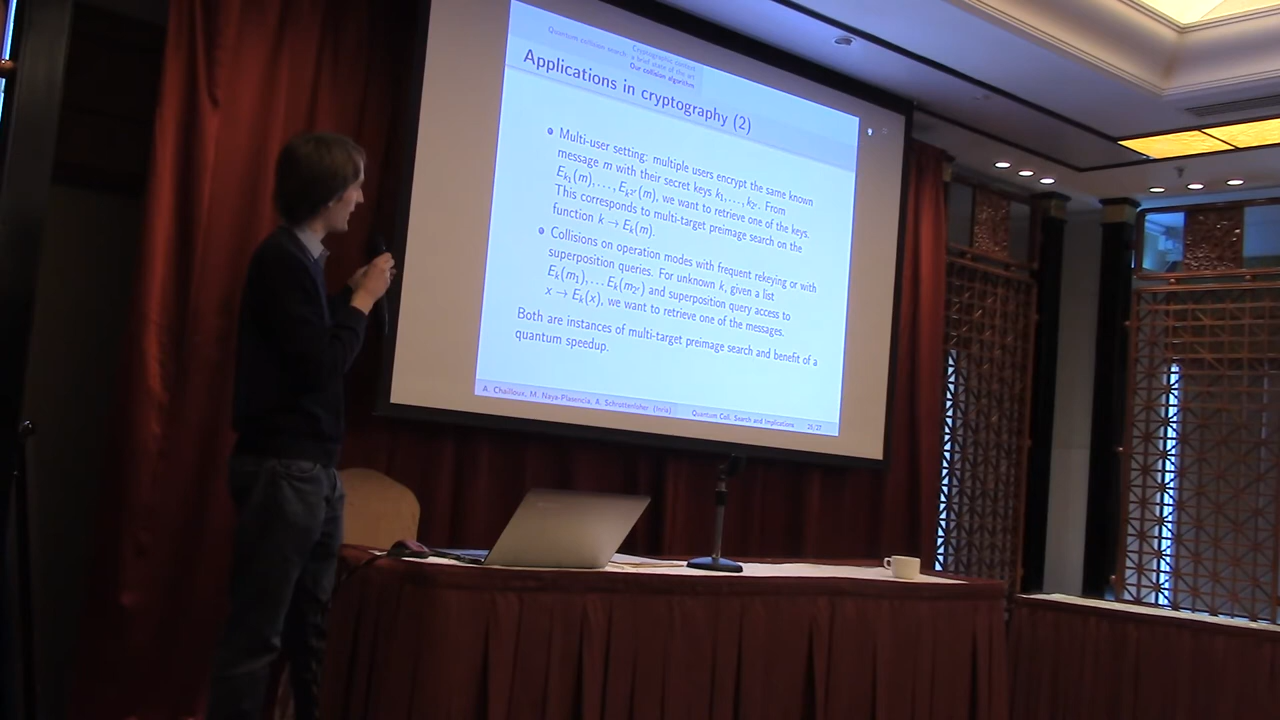 Quantum collision search: Cryptographic context
a brief state of the art
Our collision algorithm
Applications in cryptography (2)
• Multi-user setting: multiple users encrypt the same known
message m with their secret keys k₁,...,k₂ᵗ. From
Eₖ₁(m),...,Eₖ₂ᵗ(m), we want to retrieve one of the keys.
This corresponds to multi-target preimage search on the
function k → Eₖ(m).
• Collisions on operation modes with frequent rekeying or with
superposition queries. For unknown k, given a list
Eₖ(m₁),...Eₖ(m₂ᵗ) and superposition query access to
x → Eₖ(x), we want to retrieve one of the messages.
Both are instances of multi-target preimage search and benefit of a
quantum speedup.
A. Chailloux, M. Naya-Plasencia, A. Schrottenloher (Inria) Quantum Coll. Search and Implications /27